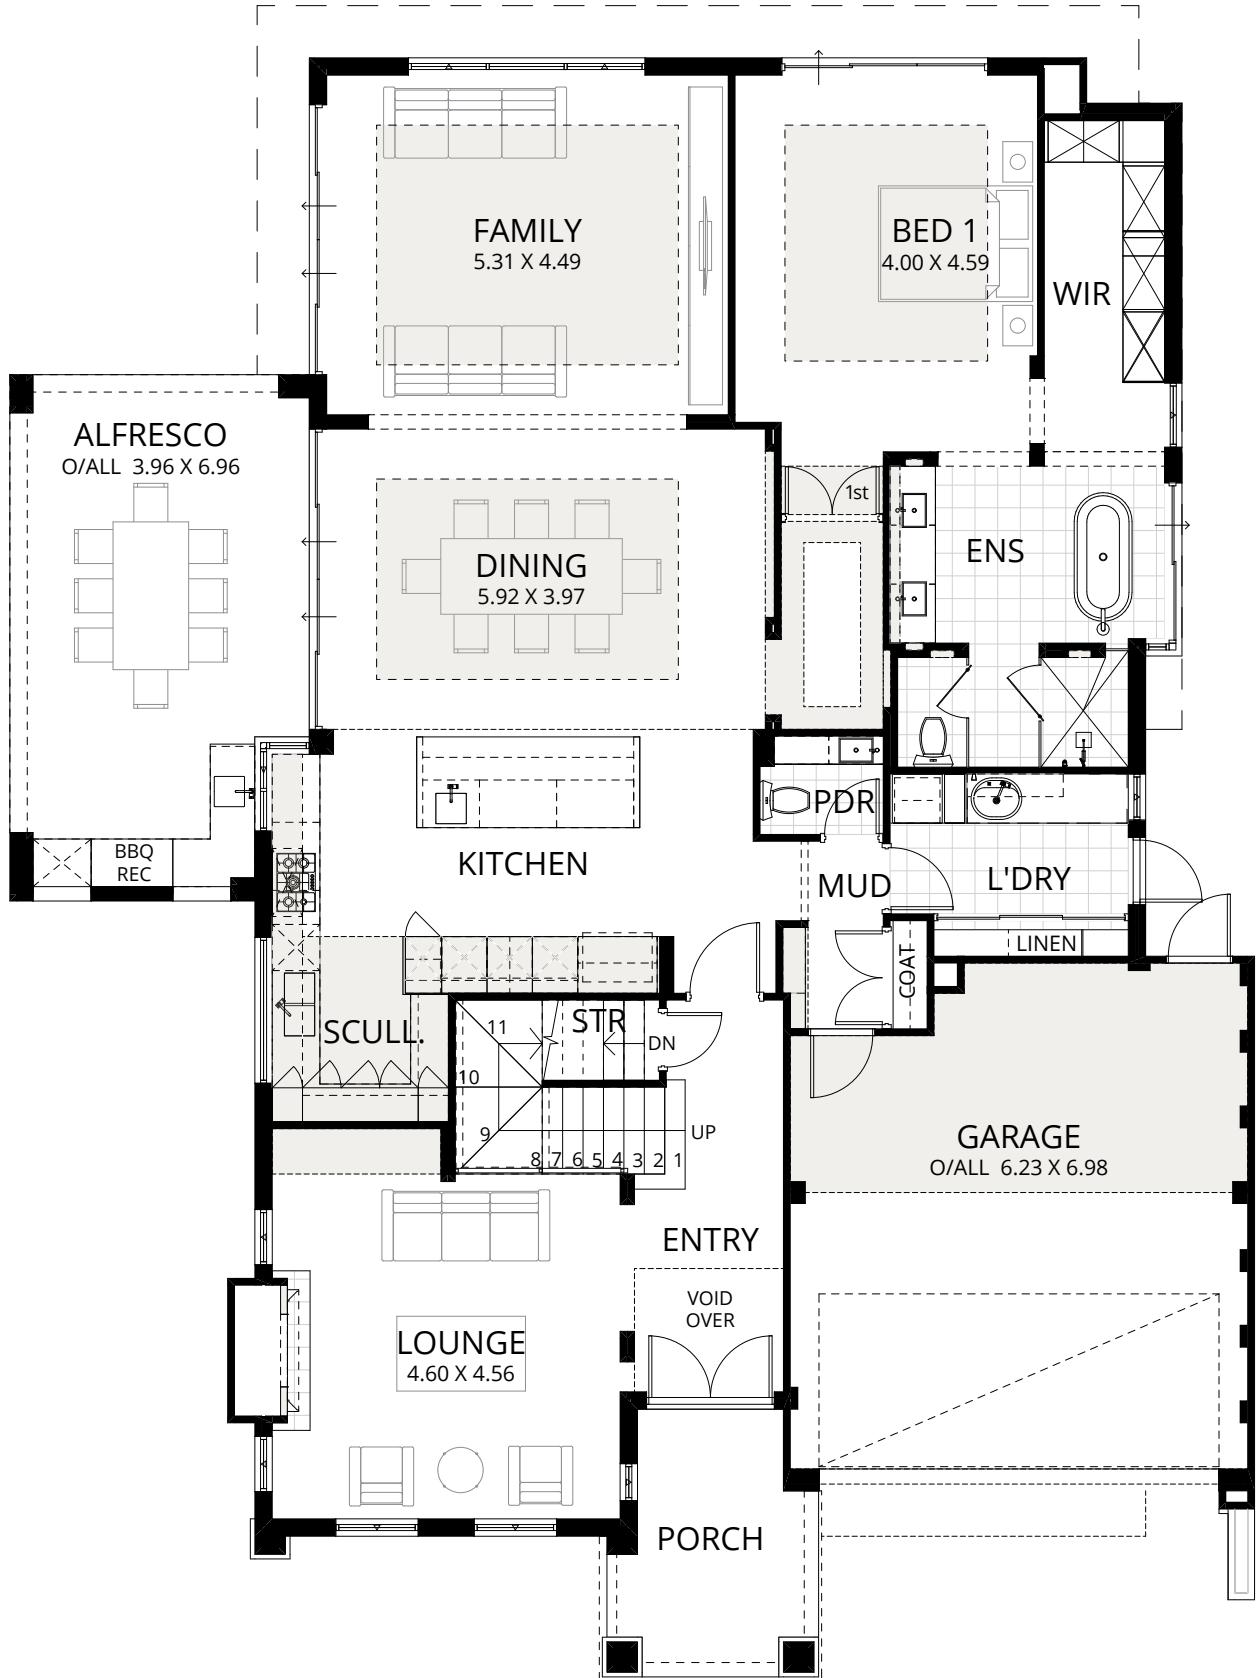 FAMILY
5.31 X 4.49
BED 1
4.00 X 4.59
WIR
ALFRESCO
O/ALL 3.96 X 6.96
1st
ENS
DINING
5.92 X 3.97
PDR
BBQ
REC
KITCHEN
MUD
L'DRY
LINEN
COAT
SCULL.
STR
11
DN
10
9
UP
8
7
6
5
4
3
2
1
GARAGE
O/ALL 6.23 X 6.98
ENTRY
VOID
OVER
LOUNGE
4.60 X 4.56
PORCH